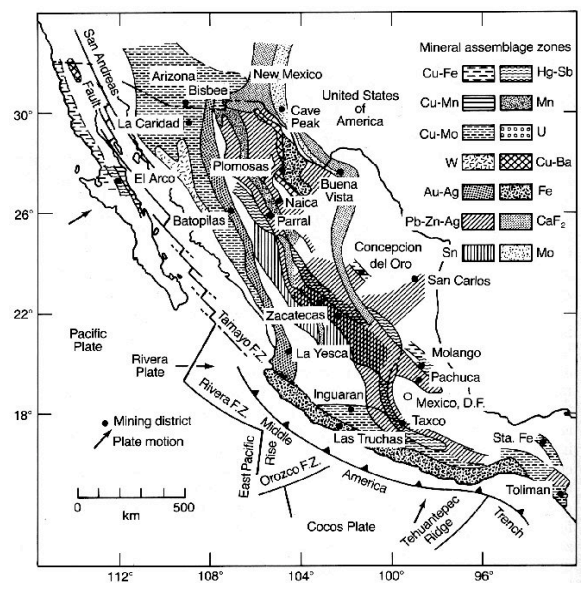 San Andreas
Fault
Arizona
Bisbee
New Mexico
United States
of
America
Cave
Peak
30°
La Caridad
Plomosas
El Arco
Buena
Vista
Naica
Parral
26°
Batopilas
Concepcion
del Oro
San Carlos
22°
Zacatecas
La Yesca
Pacific
Plate
Tamayo F.Z.
Rivera
Plate
Rivera F.Z.
Molango
Pachuca
Inguaran
Mexico, D.F.
18°
Taxco
Las Truchas
Sta. Fe
Toliman
Middle
America
Trench
East Pacific
Rise
Orozco F.Z.
Cocos Plate
Tehuantepec
Ridge
Mining district
Plate motion
0
500
km
112°
108°
104°
100°
96°
Mineral assemblage zones
Cu-Fe
Hg-Sb
Cu-Mn
Mn
Cu-Mo
U
W
Cu-Ba
Au-Ag
Fe
Pb-Zn-Ag
CaF₂
Sn
Mo